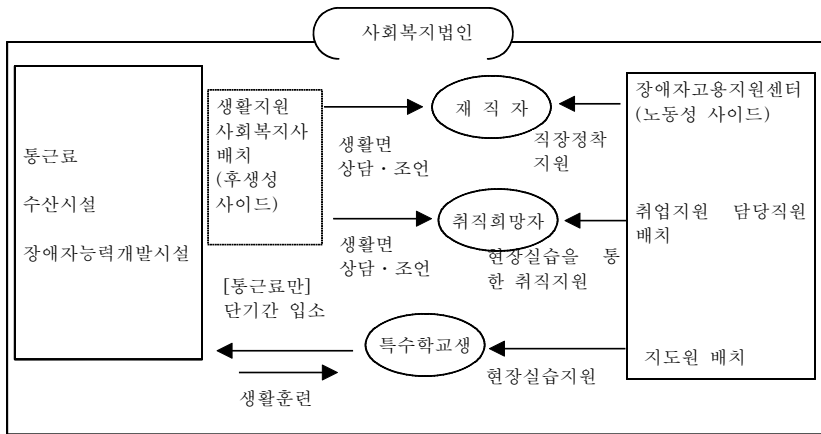 사회복지법인
통근료
수산시설
장애자능력개발시설
생활지원
사회복지사
배치
(후생성
사이드)
재 직 자
생활면
상담·조언
직장정착
지원
장애자고용지원센터
(노동성 사이드)
취직희망자
생활면
상담·조언
현장실습을 통
한 취직지원
취업지원 담당직원
배치
[통근료만]
단기간 입소
특수학교생
생활훈련
현장실습지원
지도원 배치